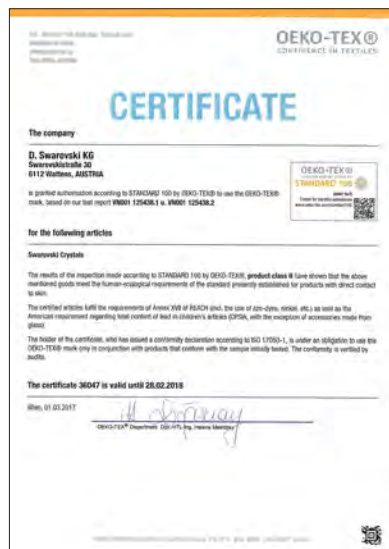 OEKO-TEX®
CONFIDENCE IN TEXTILES
CERTIFICATE
The company
D. Swarovski KG
Swarovskistraße 30
6112 Wattens, AUSTRIA
OEKO-TEX®
STANDARD 100
is granted authorisation according to STANDARD 100 by OEKO-TEX® to use the OEKO-TEX®
mark, based on our test report VN001 125438.1 u. VN001 125438.2
for the following articles
Swarovski Crystals
The results of the inspection made according to STANDARD 100 by OEKO-TEX®, product class II have shown that the above
mentioned goods meet the human-ecological requirements of the standard presently established for products with direct contact
to skin.
The certified articles fulfil the requirements of Annex XVII of REACH (incl. the use of azo-dyes, nickel, etc.) as well as the
American requirement regarding total content of lead in children's articles (CPSIA, with the exception of accessories made from
glass)
The holder of the certificate, who has issued a conformity declaration according to ISO 17050-1, is under an obligation to use the
OEKO-TEX® mark only in conjunction with products that conform with the sample initially tested. The conformity is verified by
audits.
The certificate 36047 is valid until 28.02.2018
Wien, 01.03.2017
OEKO-TEX® Department